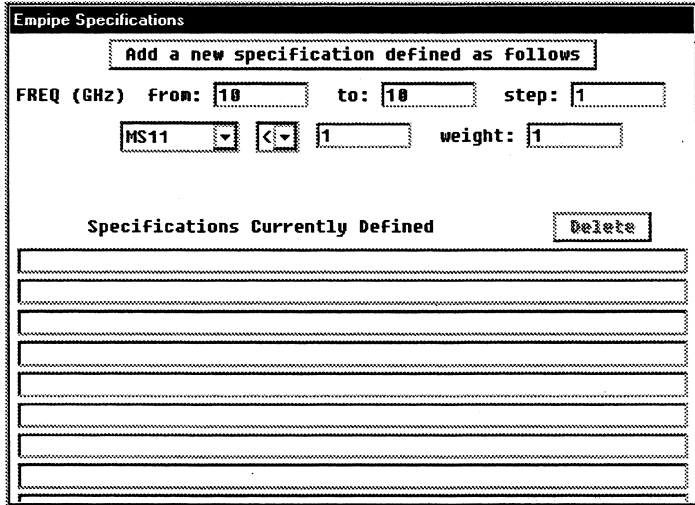 Empipe Specifications
Add a new specification defined as follows
FREQ (GHz) from: 10 to: 10 step: 1
MS11 < 1 weight: 1
Specifications Currently Defined Delete